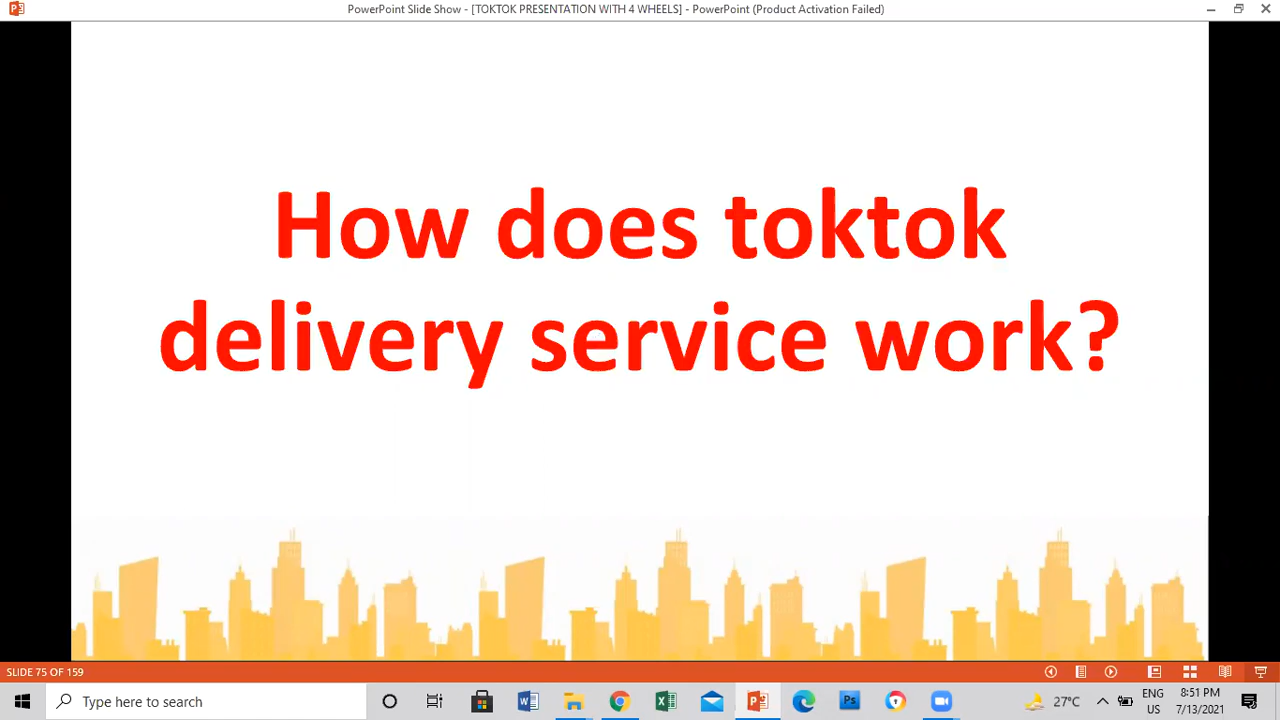 PowerPoint Slide Show - [TOKTOK PRESENTATION WITH 4 WHEELS] - PowerPoint (Product Activation Failed)
How does toktok
delivery service work?
SLIDE 75 OF 159
Type here to search
27°C
ENG
US
8:51 PM
7/13/2021